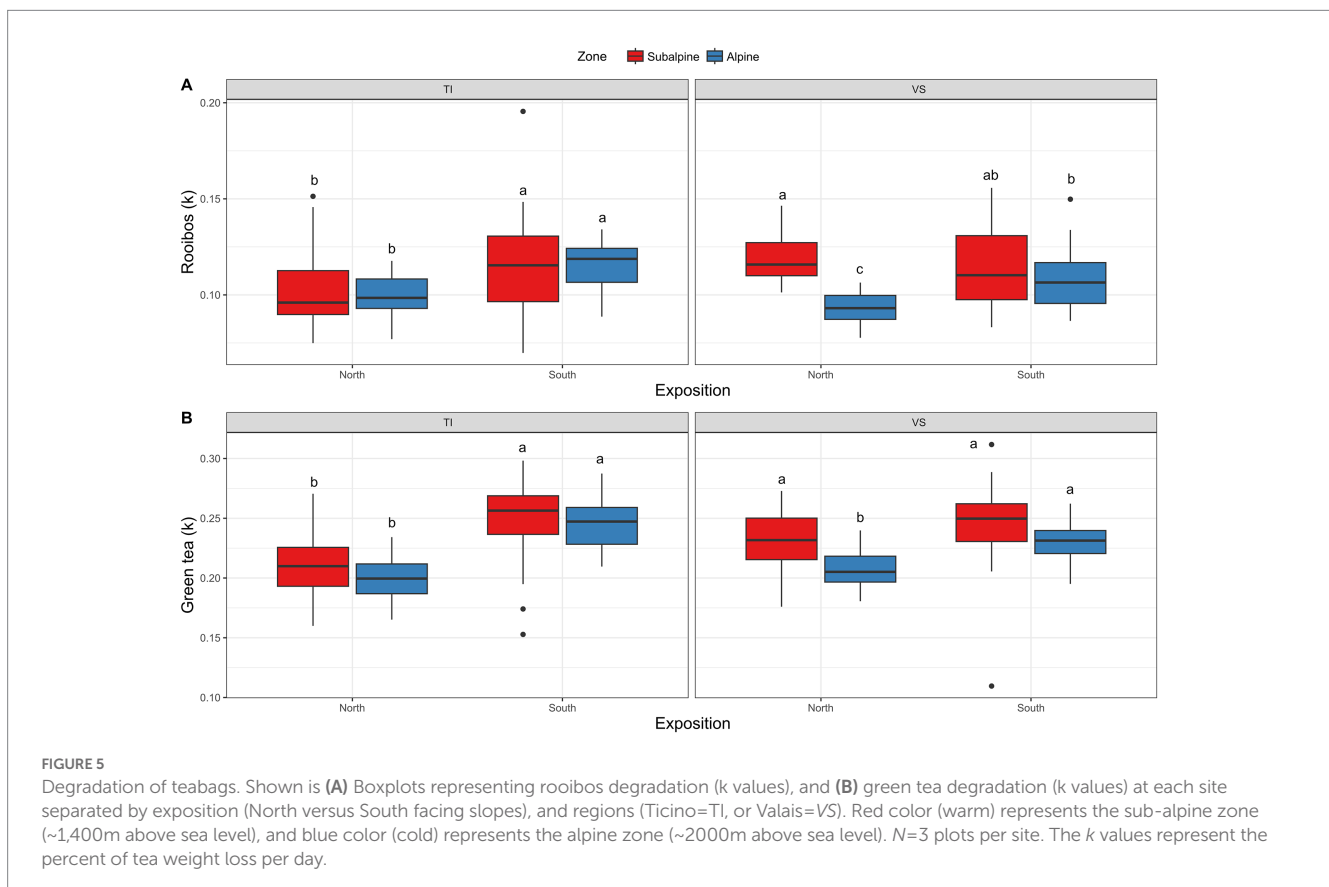 Zone Subalpine Alpine
A
TI VS
0.20
0.15
0.10
Rooibos (k)
b b a a a c ab b
North South North South
Exposition
B
TI VS
0.30
0.25
0.20
0.15
0.10
Green tea (k)
b b a a a b a a
North South North South
Exposition
FIGURE 5
Degradation of teabags. Shown is (A) Boxplots representing rooibos degradation (k values), and (B) green tea degradation (k values) at each site
separated by exposition (North versus South facing slopes), and regions (Ticino=TI, or Valais=VS). Red color (warm) represents the sub-alpine zone
(~1,400m above sea level), and blue color (cold) represents the alpine zone (~2000m above sea level). N=3 plots per site. The k values represent the
percent of tea weight loss per day.